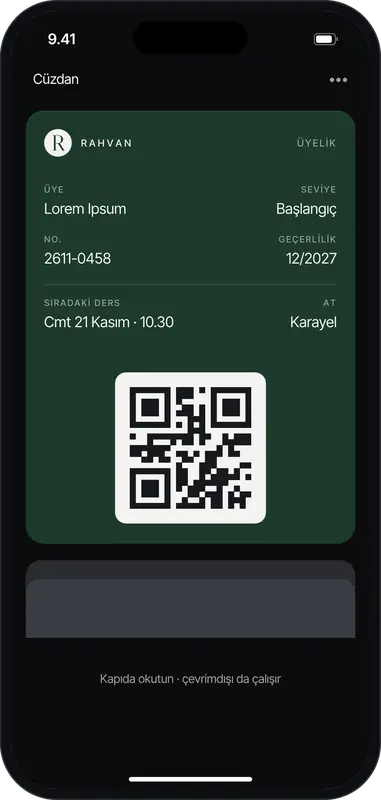 9.41
Cüzdan
R RAHVAN ÜYELİK
ÜYE SEVİYE
Lorem Ipsum Başlangıç
NO. GEÇERLİLİK
2611-0458 12/2027
SIRADAKİ DERS AT
Cmt 21 Kasım · 10.30 Karayel
Kapıda okutun · çevrimdışı da çalışır